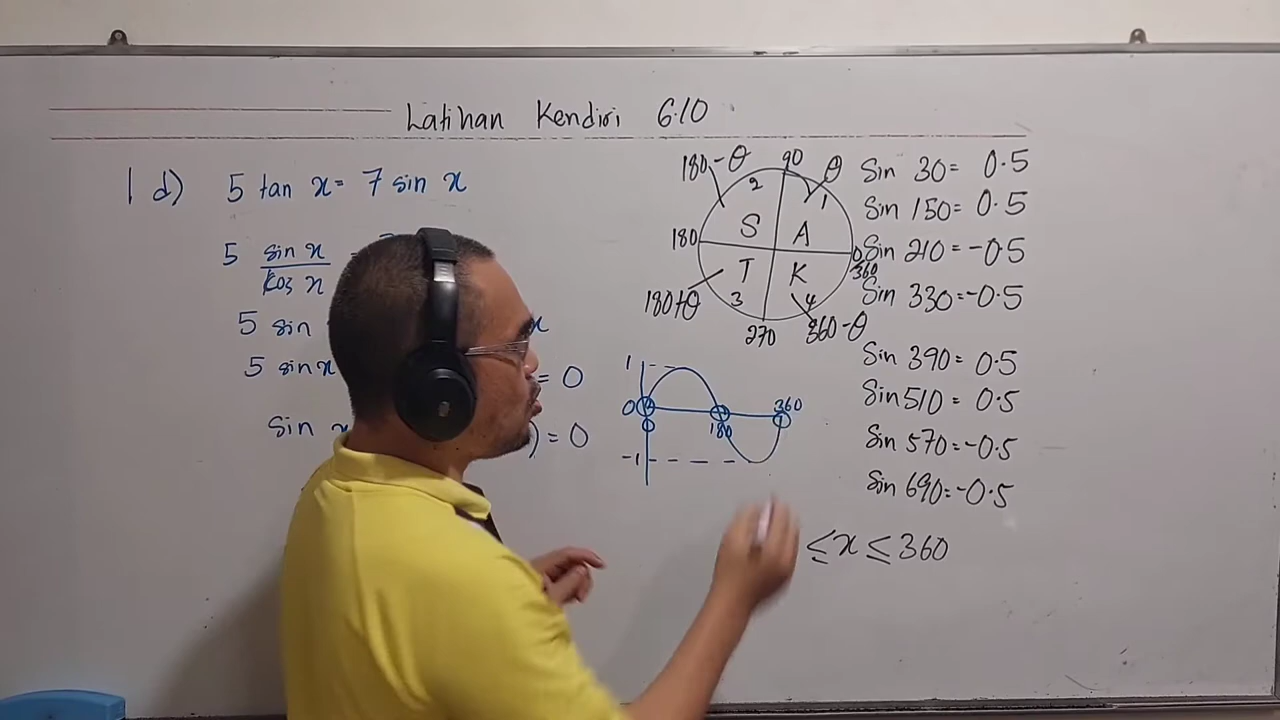 Latihan Kendiri 6.10
1 d) 5 tan x = 7 sin x
5 sin x
kos x
5 sin x
5 sin x = 0
sin x ) = 0
180-θ 90 θ
2 1
S A
180 0
360
T K
3 4
180+θ 270 360-θ
1
0 360
180
-1
Sin 30 = 0.5
Sin 150 = 0.5
Sin 210 = -0.5
Sin 330 = -0.5
Sin 390 = 0.5
Sin 510 = 0.5
Sin 570 = -0.5
Sin 690 = -0.5
≤ x ≤ 360